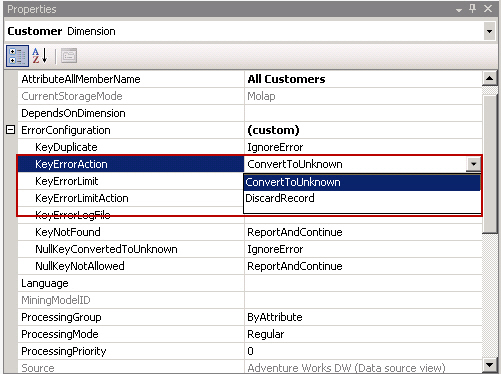 Properties
Customer Dimension
AttributeAllMemberName All Customers
CurrentStorageMode Molap
DependsOnDimension
ErrorConfiguration (custom)
KeyDuplicate IgnoreError
KeyErrorAction ConvertToUnknown
KeyErrorLimit ConvertToUnknown
KeyErrorLimitAction DiscardRecord
KeyErrorLogFile
KeyNotFound ReportAndContinue
NullKeyConvertedToUnknown IgnoreError
NullKeyNotAllowed ReportAndContinue
Language
MiningModelID
ProcessingGroup ByAttribute
ProcessingMode Regular
ProcessingPriority 0
Source Adventure Works DW (Data source view)